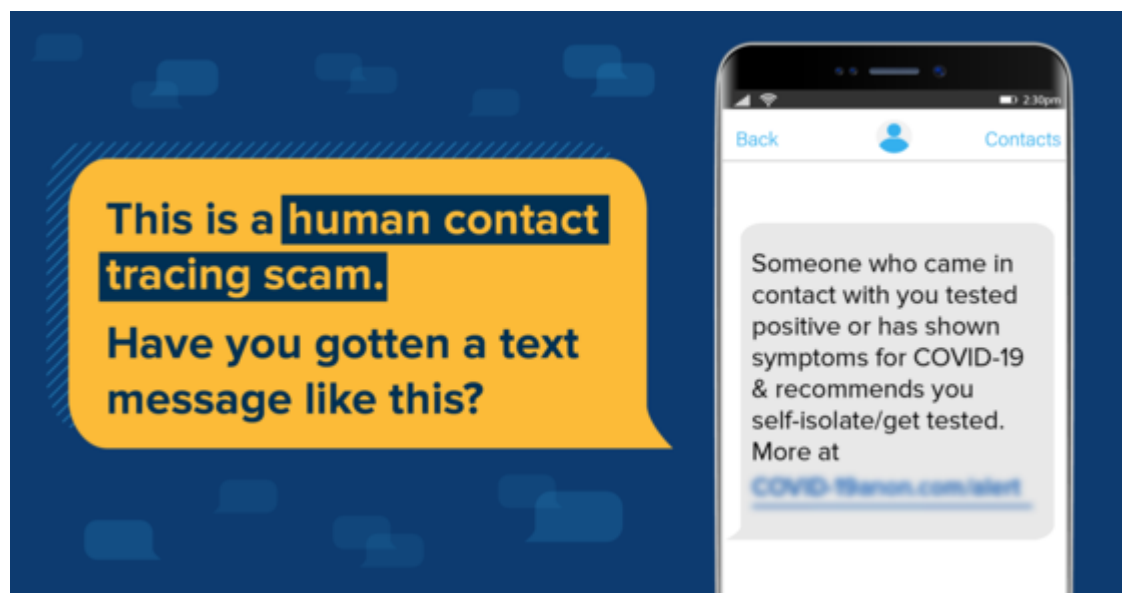 This is a human contact
tracing scam.
Have you gotten a text
message like this?
2:30pm
Back
Contacts
Someone who came in
contact with you tested
positive or has shown
symptoms for COVID-19
& recommends you
self-isolate/get tested.
More at